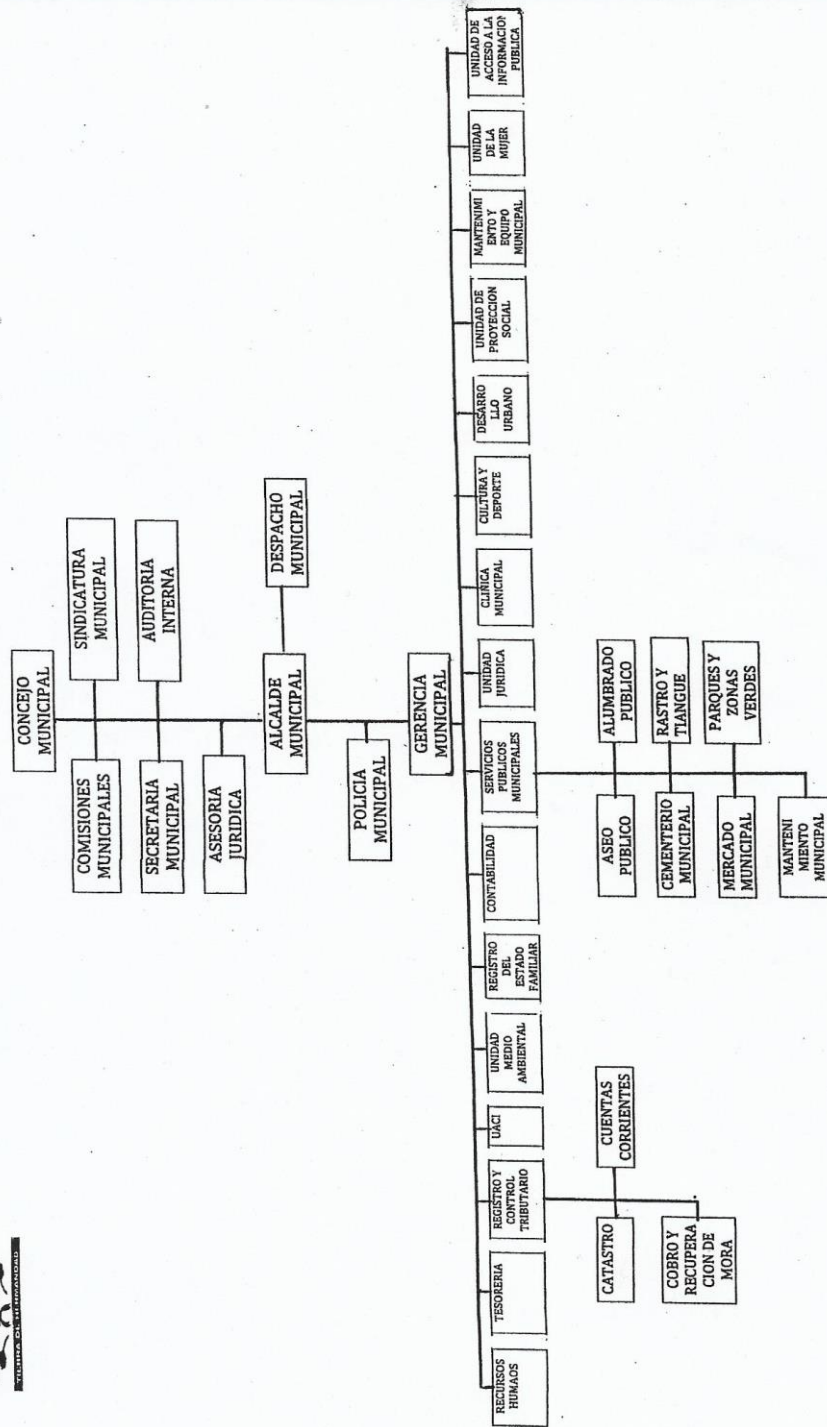 TIERRA DE HERMANDAD
CONCEJO
MUNICIPAL
COMISIONES
MUNICIPALES
SINDICATURA
MUNICIPAL
SECRETARIA
MUNICIPAL
AUDITORIA
INTERNA
ASESORIA
JURIDICA
ALCALDE
MUNICIPAL
DESPACHO
MUNICIPAL
POLICIA
MUNICIPAL
GERENCIA
MUNICIPAL
RECURSOS
HUMAOS
TESORERIA
REGISTRO Y
CONTROL
TRIBUTARIO
UACI
UNIDAD
MEDIO
AMBIENTAL
REGISTRO
DEL
ESTADO
FAMILIAR
CONTABILIDAD
SERVICIOS
PUBLICOS
MUNICIPALES
UNIDAD
JURIDICA
CLINICA
MUNICIPAL
CULTURA Y
DEPORTE
DESARRO
LLO
URBANO
UNIDAD DE
PROYECCION
SOCIAL
MANTENIMI
ENTO Y
EQUIPO
MUNICIPAL
UNIDAD
DE LA
MUJER
UNIDAD DE
ACCESO A LA
INFORMACION
PUBLICA
CATASTRO
CUENTAS
CORRIENTES
COBRO Y
RECUPERA
CION DE
MORA
ASEO
PUBLICO
ALUMBRADO
PUBLICO
CEMENTERIO
MUNICIPAL
RASTRO Y
TIANGUE
MERCADO
MUNICIPAL
PARQUES Y
ZONAS
VERDES
MANTENI
MIENTO
MUNICIPAL